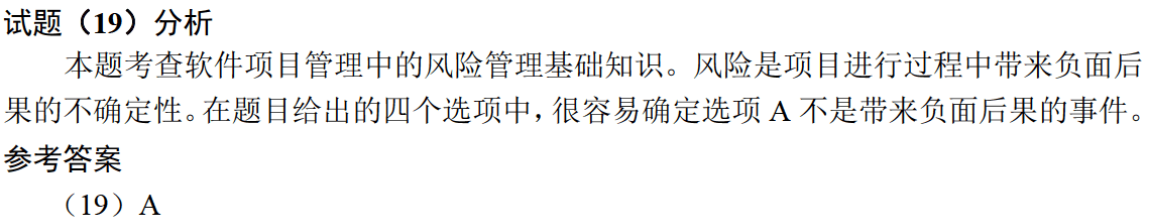 试题（19）分析
本题考查软件项目管理中的风险管理基础知识。风险是项目进行过程中带来负面后
果的不确定性。在题目给出的四个选项中，很容易确定选项 A 不是带来负面后果的事件。
参考答案
（19）A